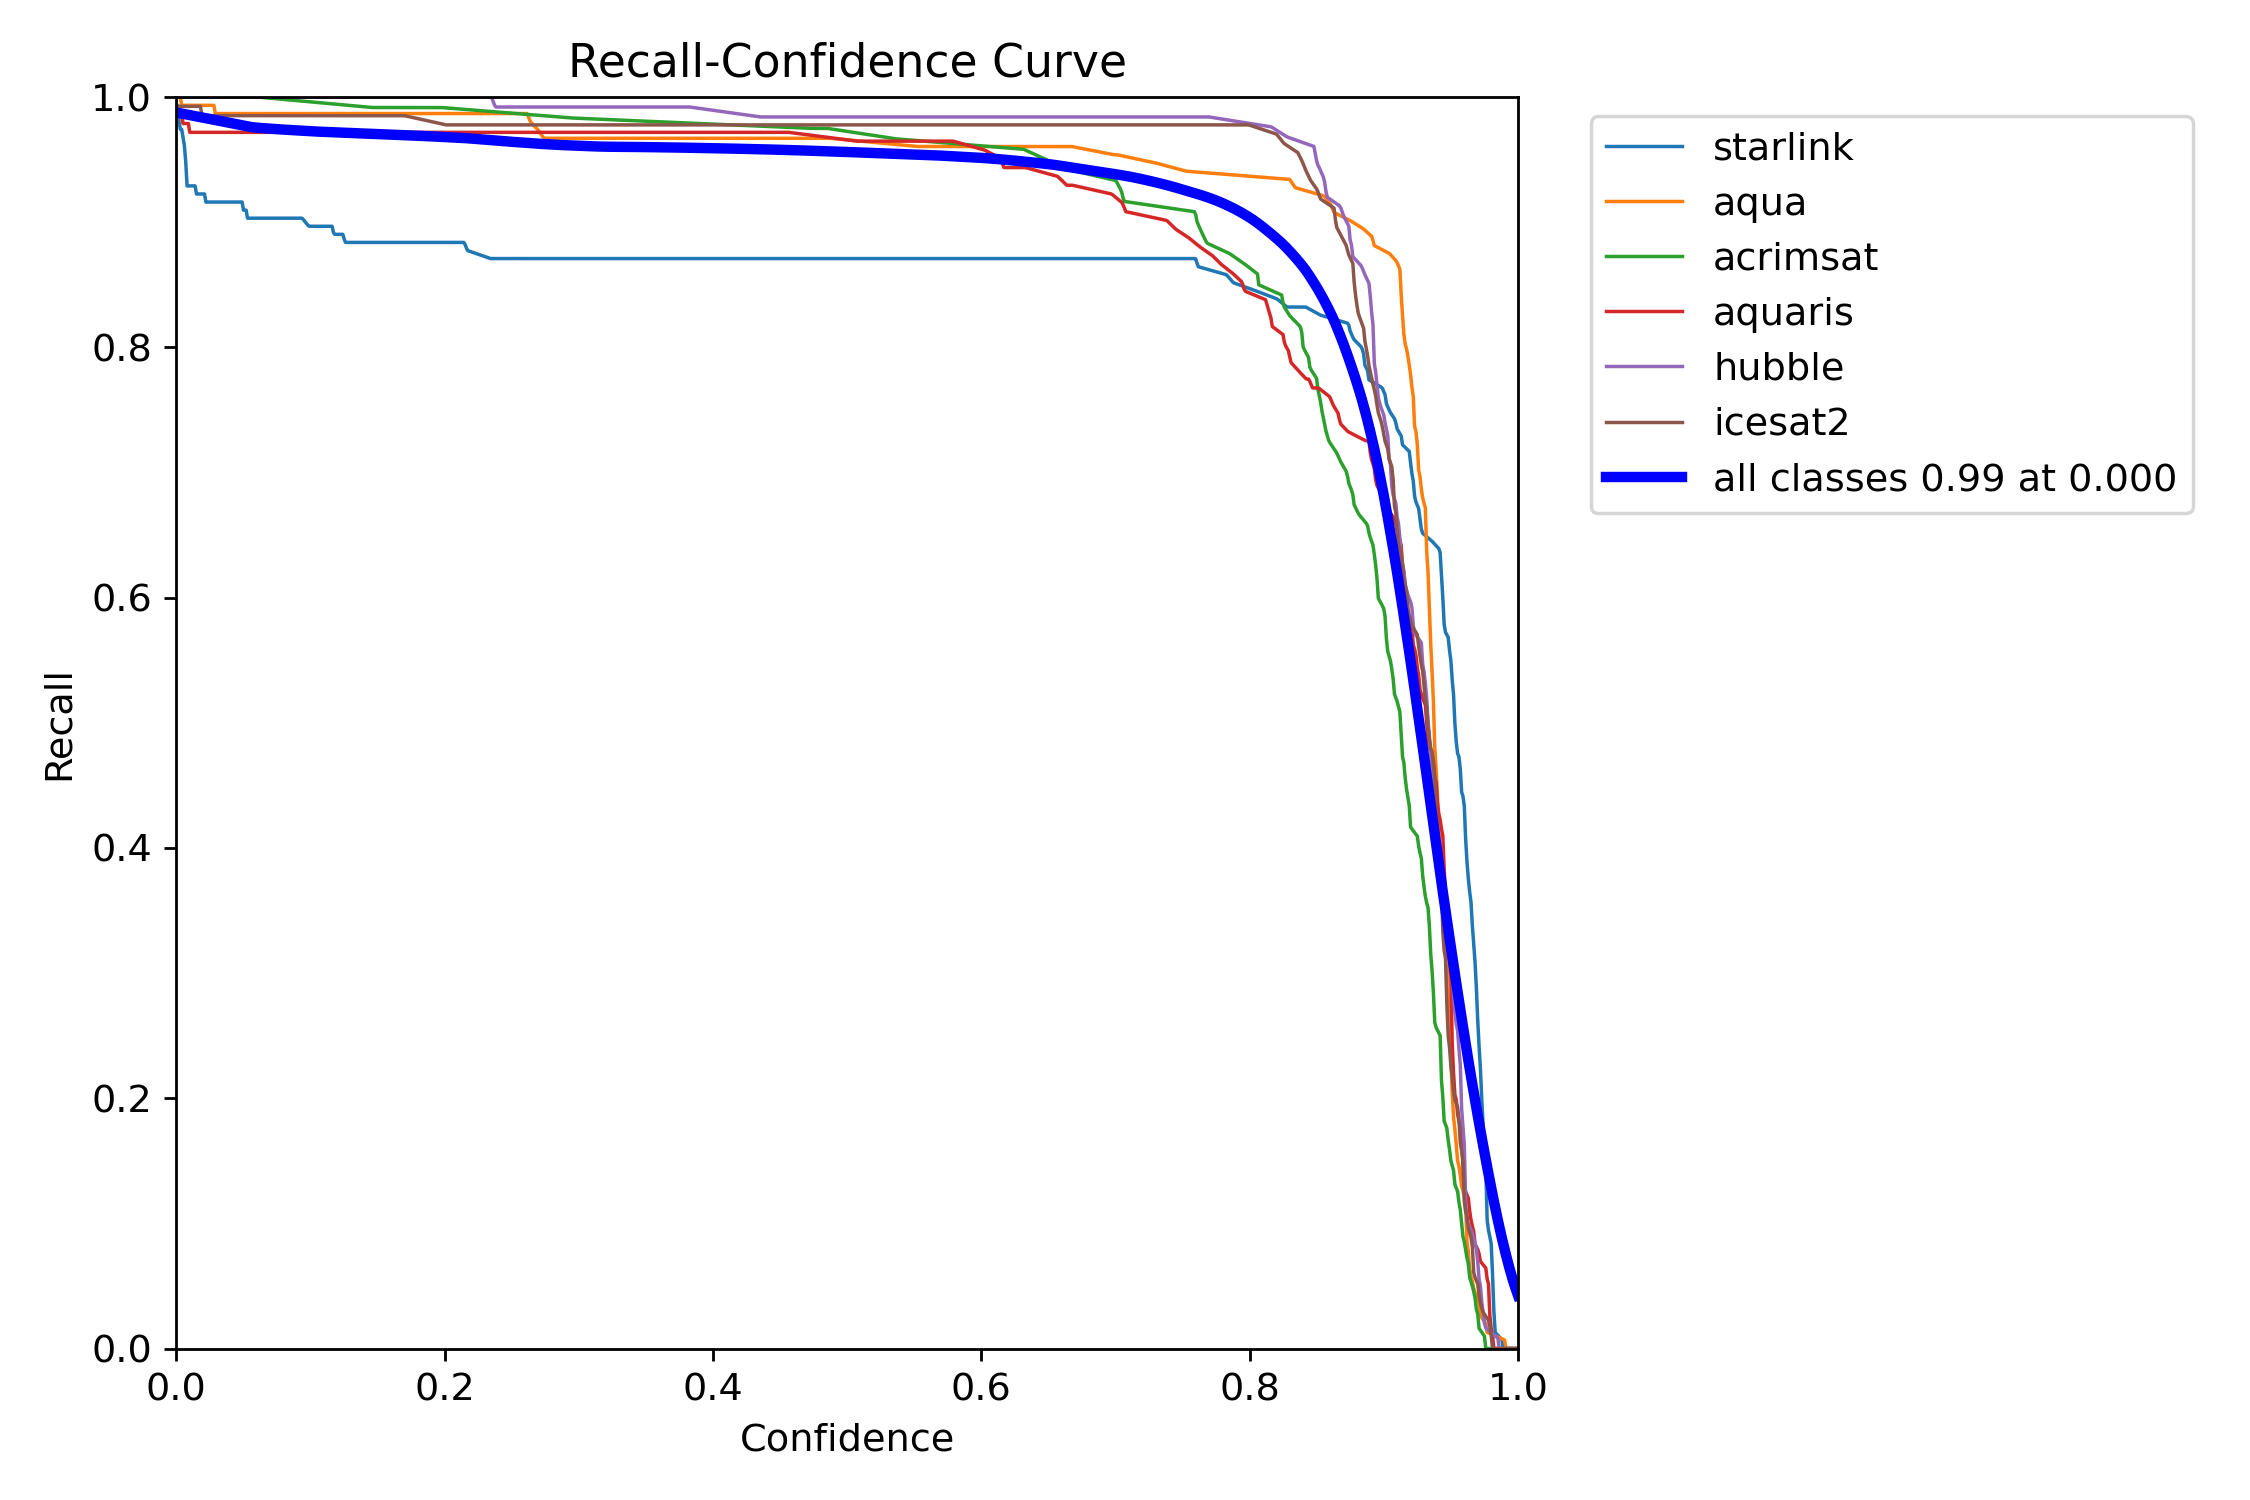 Recall-Confidence Curve
1.0
0.8
0.6
0.4
0.2
0.0
Recall
0.0 0.2 0.4 0.6 0.8 1.0
Confidence
starlink
aqua
acrimsat
aquaris
hubble
icesat2
all classes 0.99 at 0.000